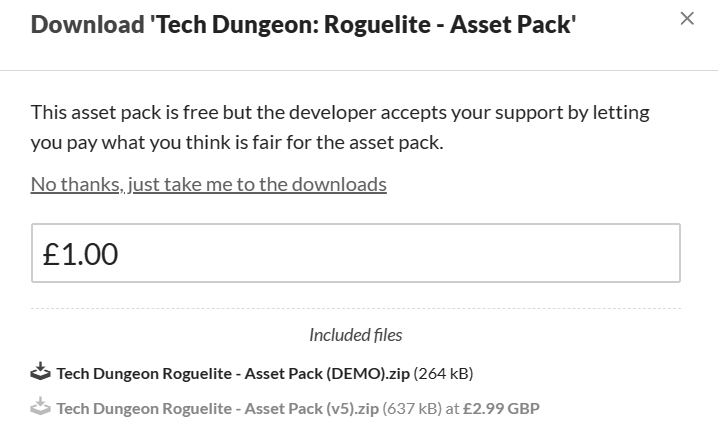 Download 'Tech Dungeon: Roguelite - Asset Pack'
This asset pack is free but the developer accepts your support by letting
you pay what you think is fair for the asset pack.
No thanks, just take me to the downloads
£1.00
Included files
Tech Dungeon Roguelite - Asset Pack (DEMO).zip (264 kB)
Tech Dungeon Roguelite - Asset Pack (v5).zip (637 kB) at £2.99 GBP